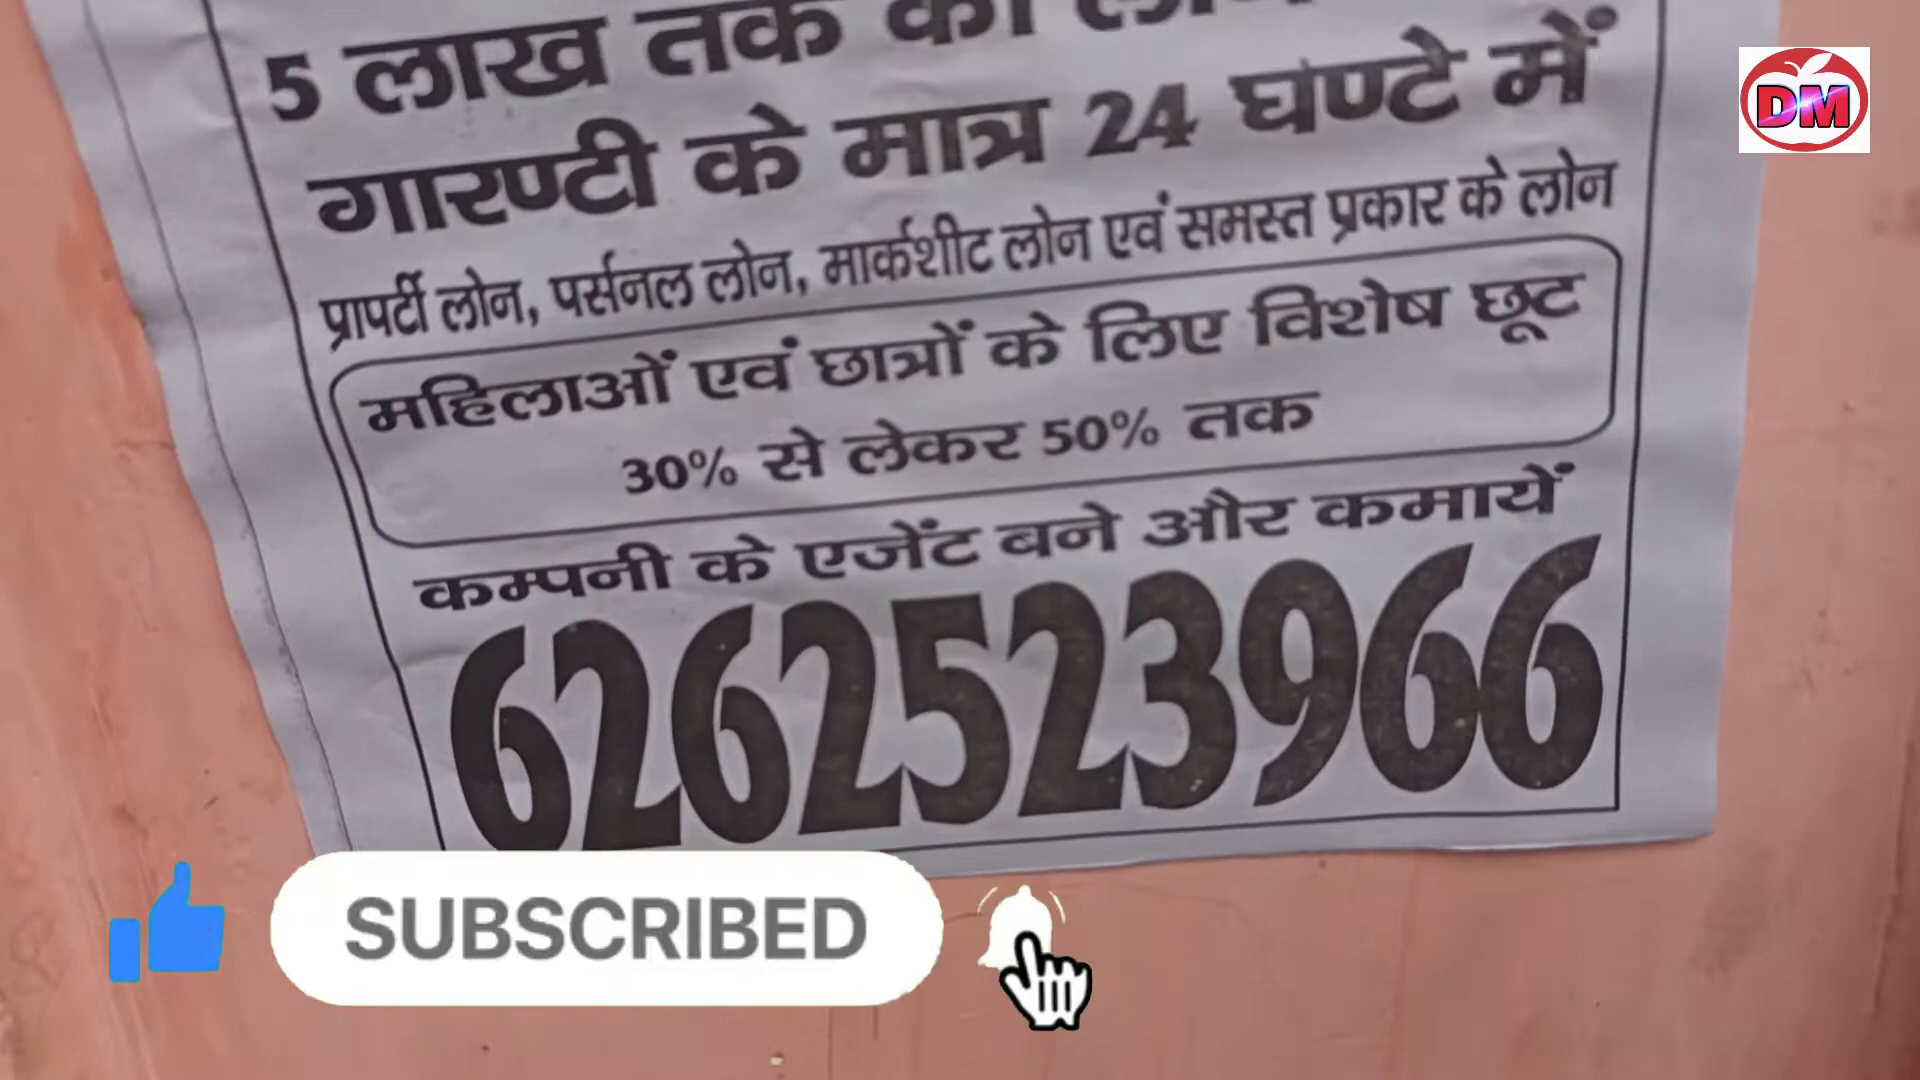 5 लाख तक का
गारण्टी के मात्र 24 घण्टे में
प्रापर्टी लोन, पर्सनल लोन, मार्कशीट लोन एवं समस्त प्रकार के लोन
महिलाओं एवं छात्रों के लिए विशेष छूट
30% से लेकर 50% तक
कम्पनी के एजेंट बने और कमायें
6262523966
DM
SUBSCRIBED